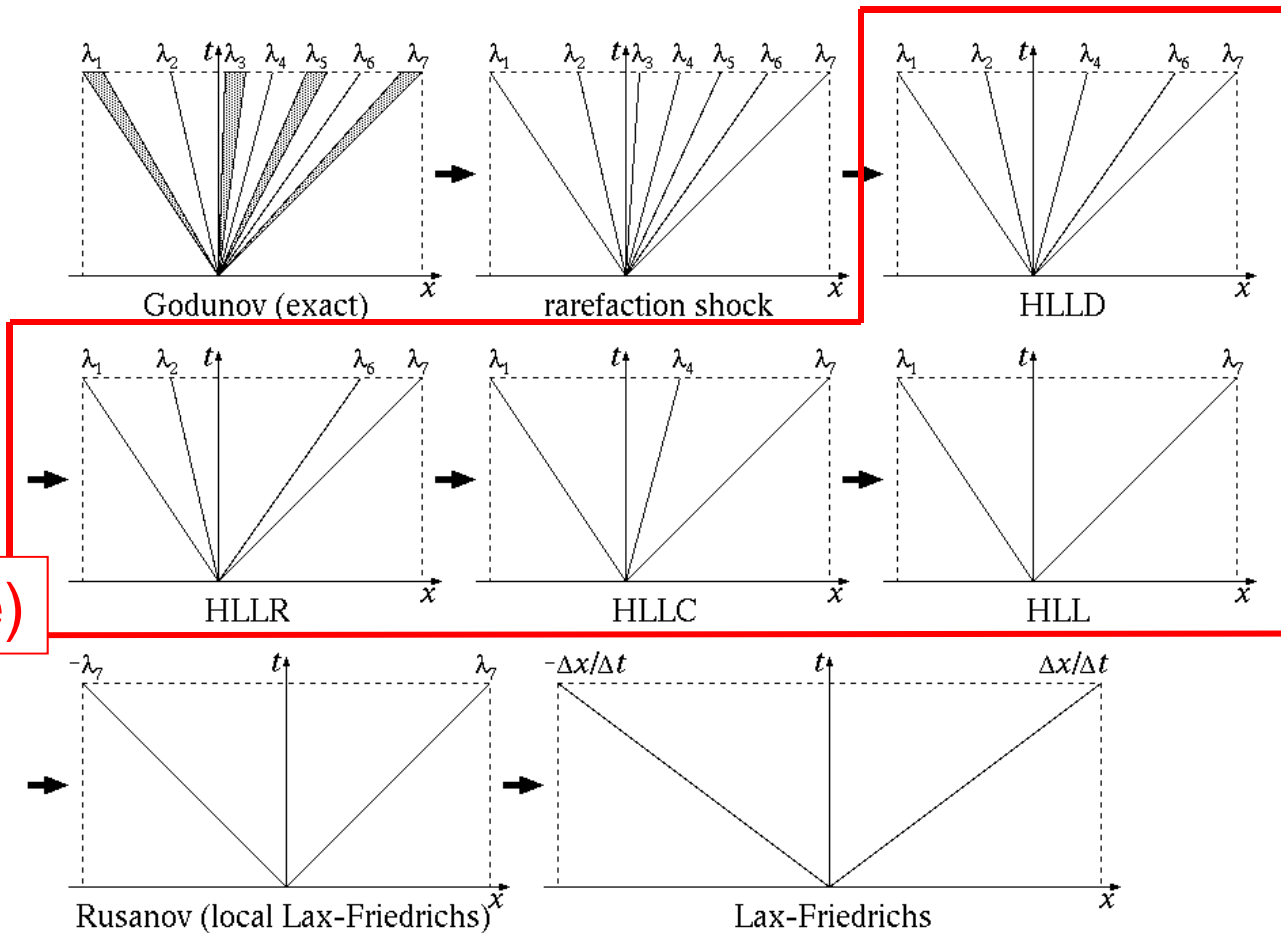 λ₁ λ₂ t λ₃ λ₄ λ₅ λ₆ λ₇
x
Godunov (exact)
λ₁ λ₂ t λ₃ λ₄ λ₅ λ₆ λ₇
x
rarefaction shock
λ₁ λ₂ t λ₄ λ₆ λ₇
x
HLLD
λ₁ λ₂ t λ₆ λ₇
x
HLLR
λ₁ t λ₄ λ₇
x
HLLC
λ₁ t λ₇
x
HLL
-λ₇ t λ₇
x
Rusanov (local Lax-Friedrichs)
-Δx/Δt t Δx/Δt
x
Lax-Friedrichs